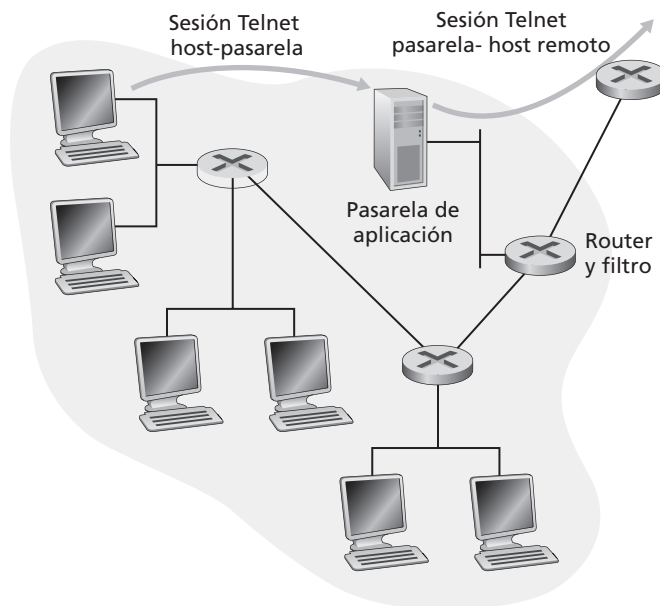 Sesión Telnet
host-pasarela
Sesión Telnet
pasarela- host remoto
Pasarela de
aplicación
Router
y filtro